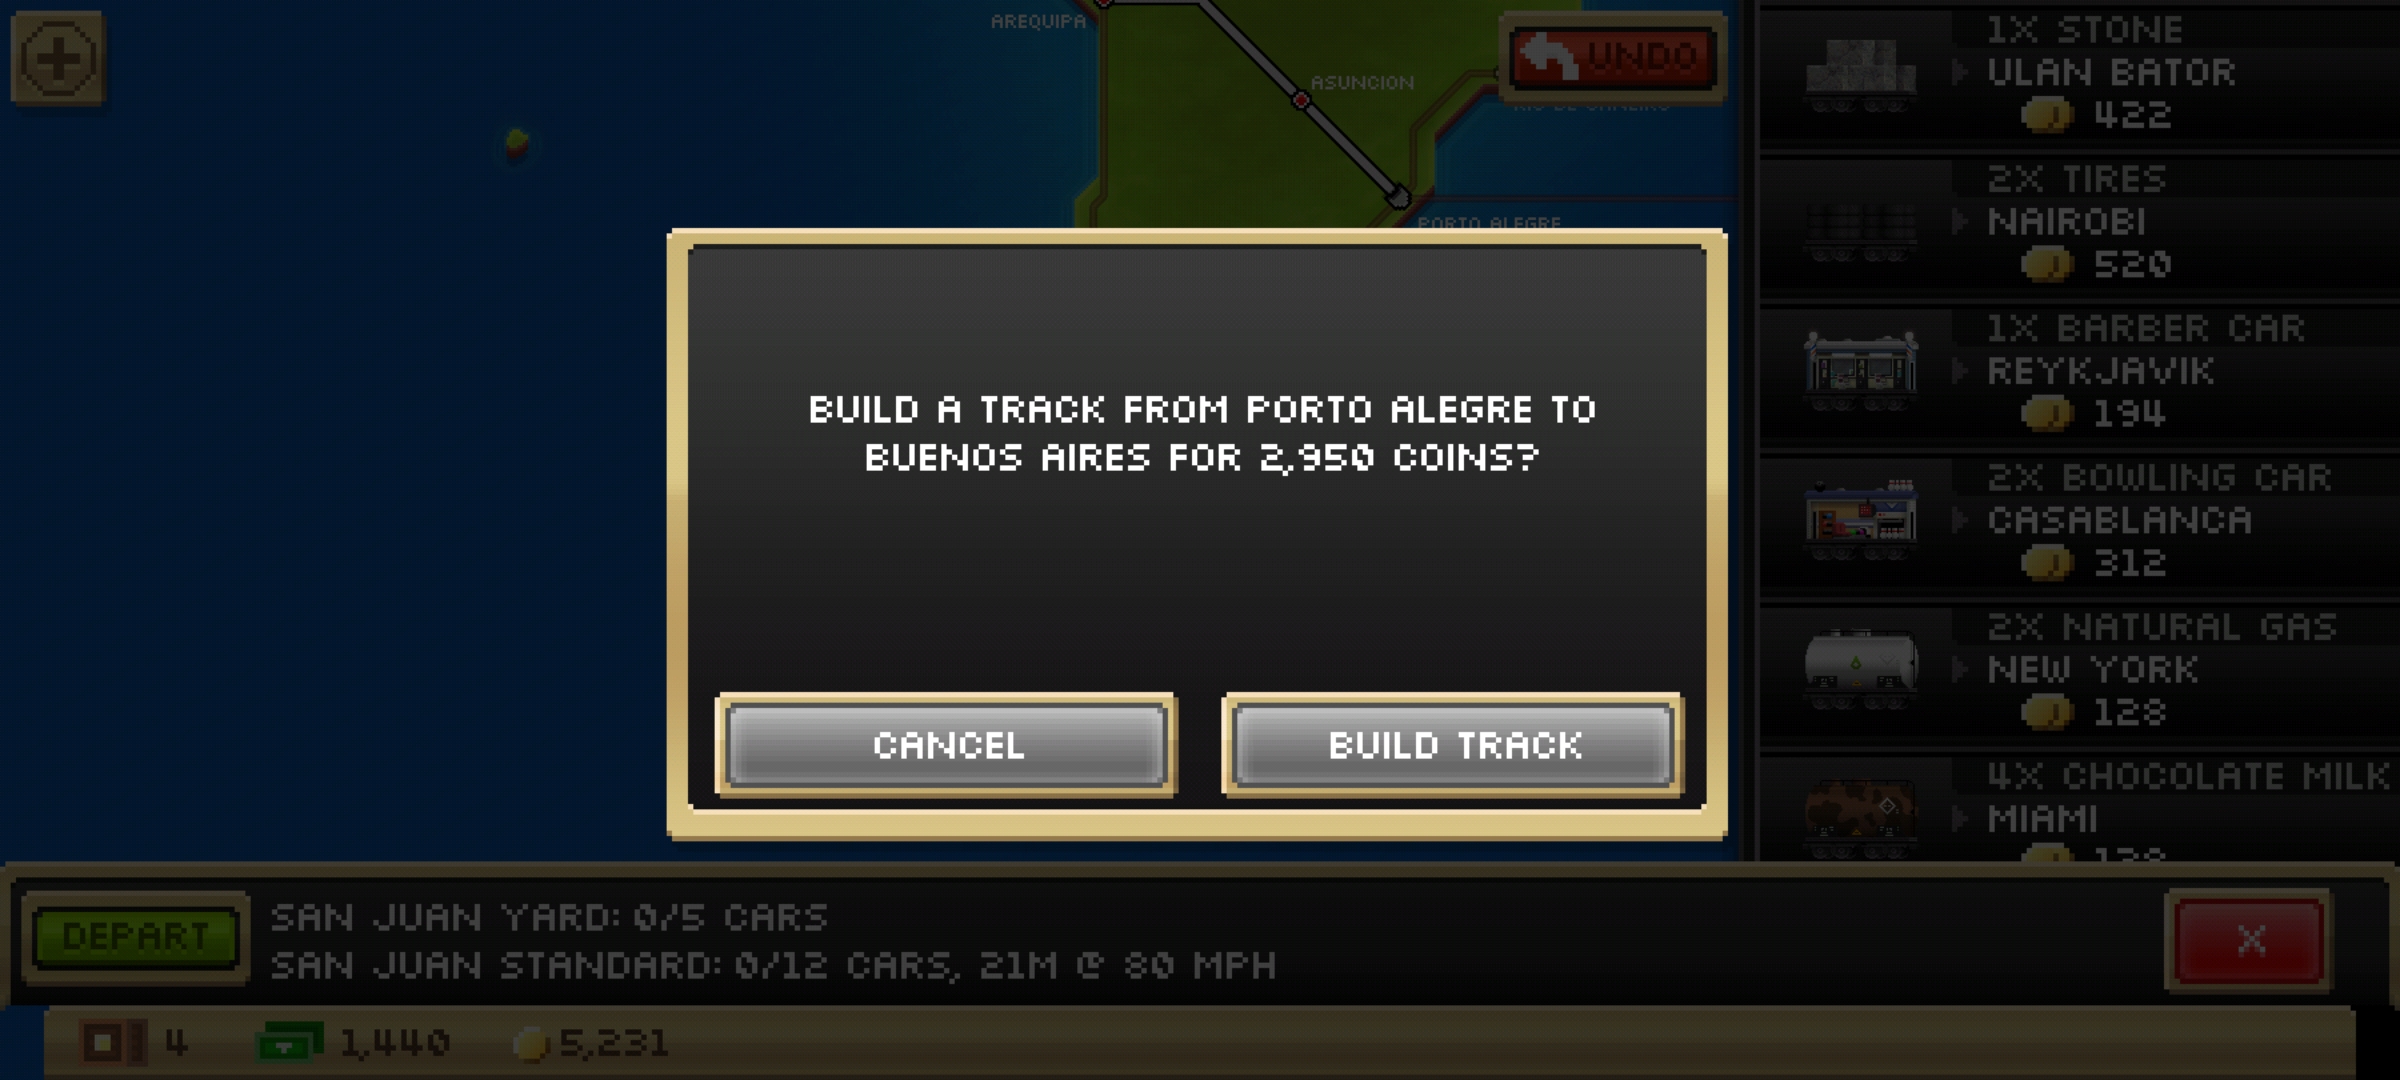 AREQUIPA
ASUNCION
UNDO
RIO DE JANEIRO
PORTO ALEGRE
BUILD A TRACK FROM PORTO ALEGRE TO
BUENOS AIRES FOR 2,950 COINS?
CANCEL
BUILD TRACK
1X STONE
ULAN BATOR
422
2X TIRES
NAIROBI
520
1X BARBER CAR
REYKJAVIK
194
2X BOWLING CAR
CASABLANCA
312
2X NATURAL GAS
NEW YORK
128
4X CHOCOLATE MILK
MIAMI
DEPART
SAN JUAN YARD: 0/5 CARS
SAN JUAN STANDARD: 0/12 CARS, 21M @ 80 MPH
X
4
1,440
5,231